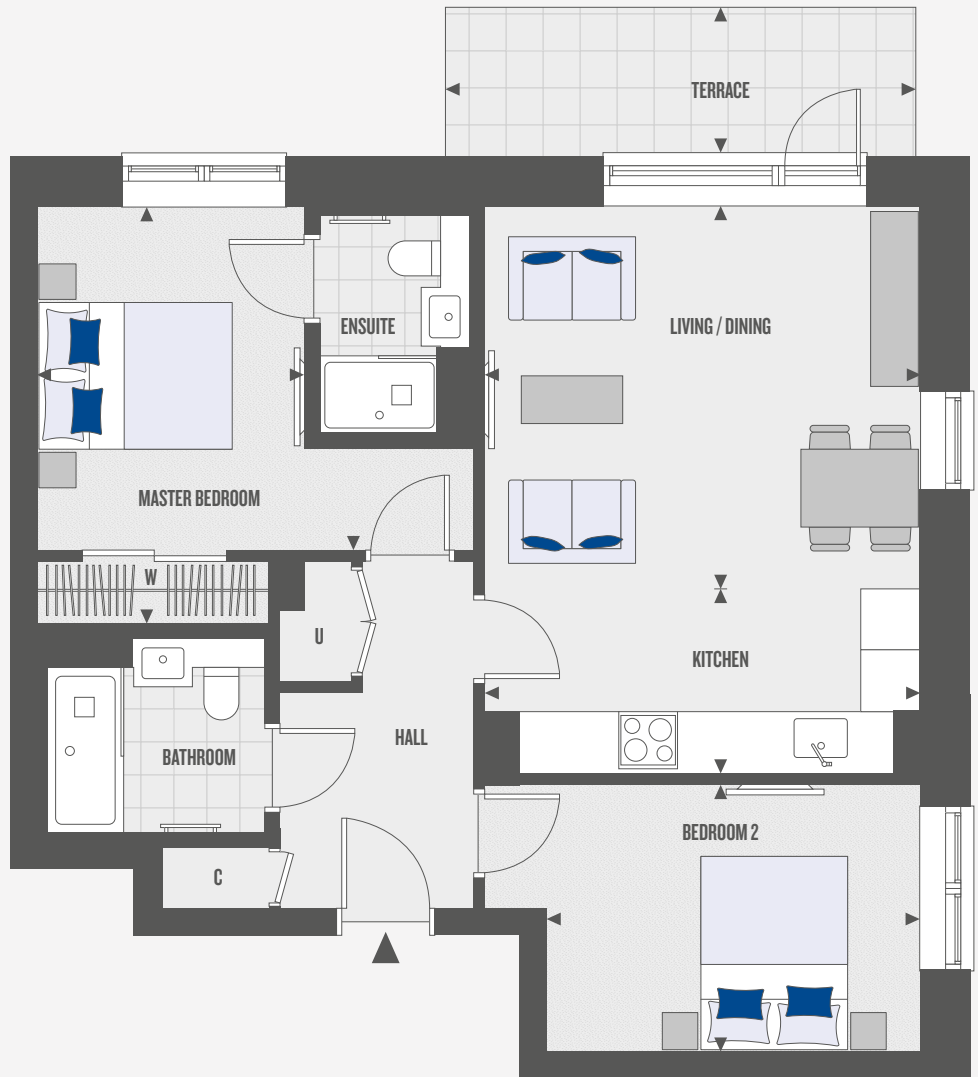 TERRACE
ENSUITE
LIVING / DINING
MASTER BEDROOM
W
U
KITCHEN
HALL
BATHROOM
BEDROOM 2
C